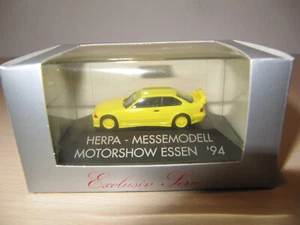 HERPA - MESSEMODELL
MOTORSHOW ESSEN '94
Exclusiv Serie